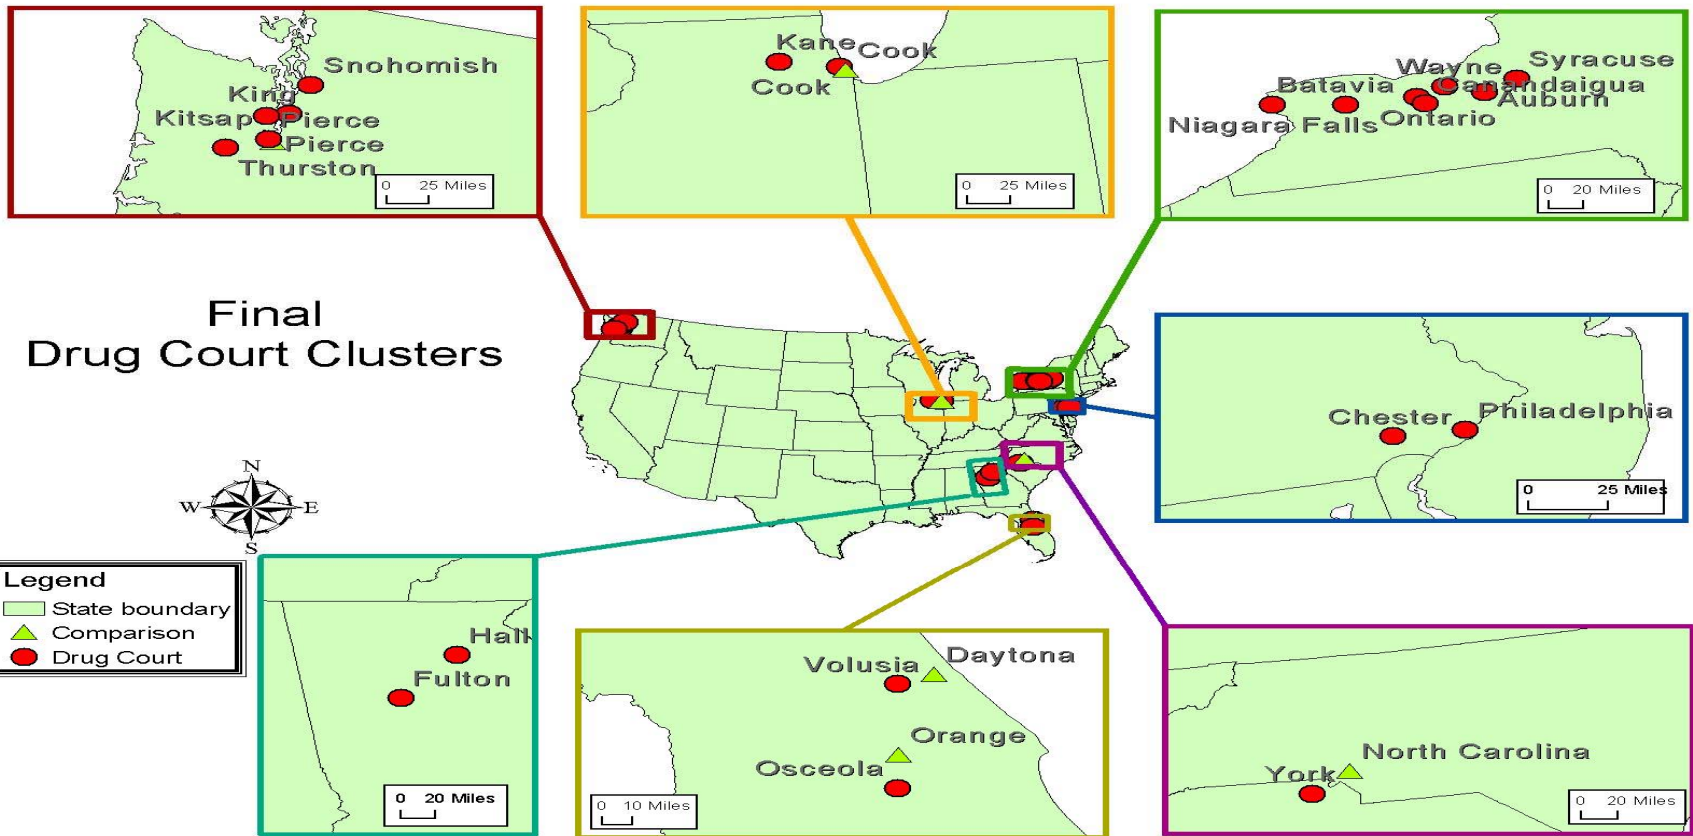 Snohomish
King
Kitsap
Pierce
Pierce
Thurston
0 25 Miles
Kane
Cook
Cook
0 25 Miles
Syracuse
Wayne
Batavia
Canandaigua
Auburn
Ontario
Niagara Falls
0 20 Miles
Final
Drug Court Clusters
Chester
Philadelphia
0 25 Miles
N
W
E
S
Legend
State boundary
Comparison
Drug Court
Hall
Fulton
0 20 Miles
Volusia
Daytona
Orange
Osceola
0 10 Miles
North Carolina
York
0 20 Miles